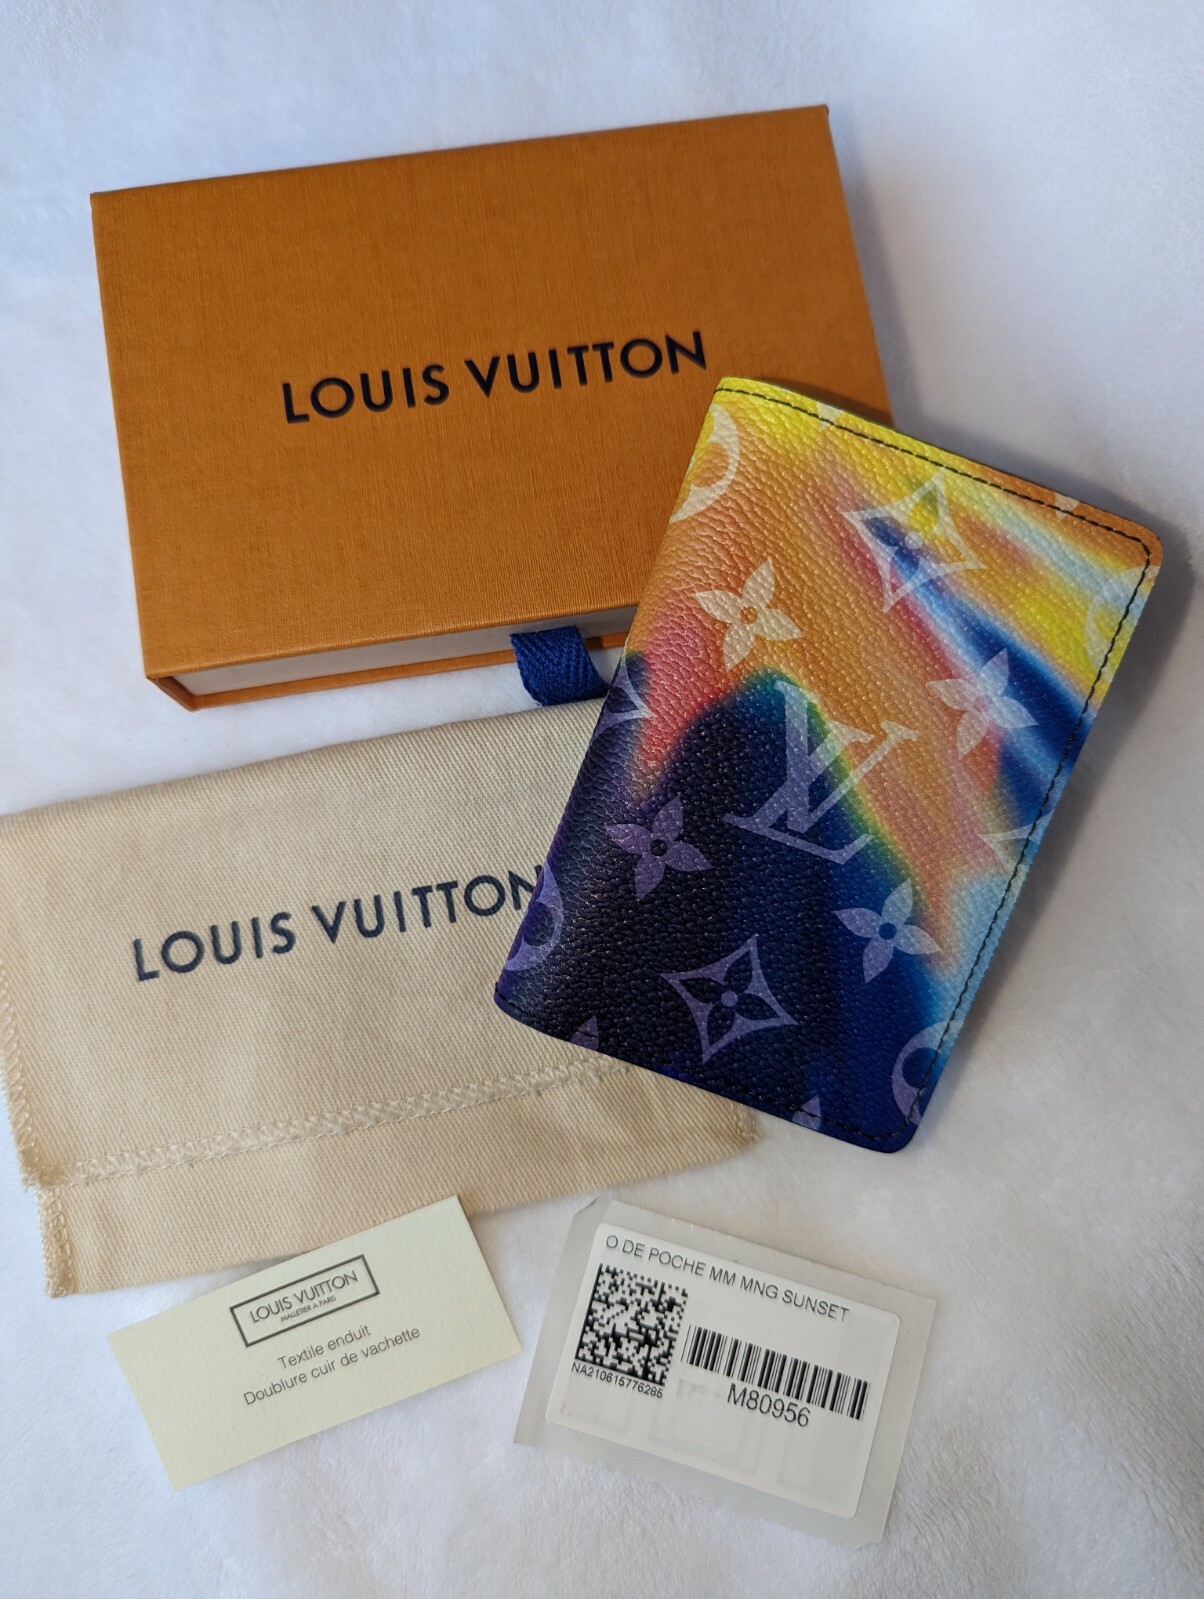 LOUIS VUITTON
LOUIS VUITTON
LV
LOUIS VUITTON
MALLETIER A PARIS
Textile enduit
Doublure cuir de vachette
O DE POCHE MM MNG SUNSET
NA210615776285
M80956